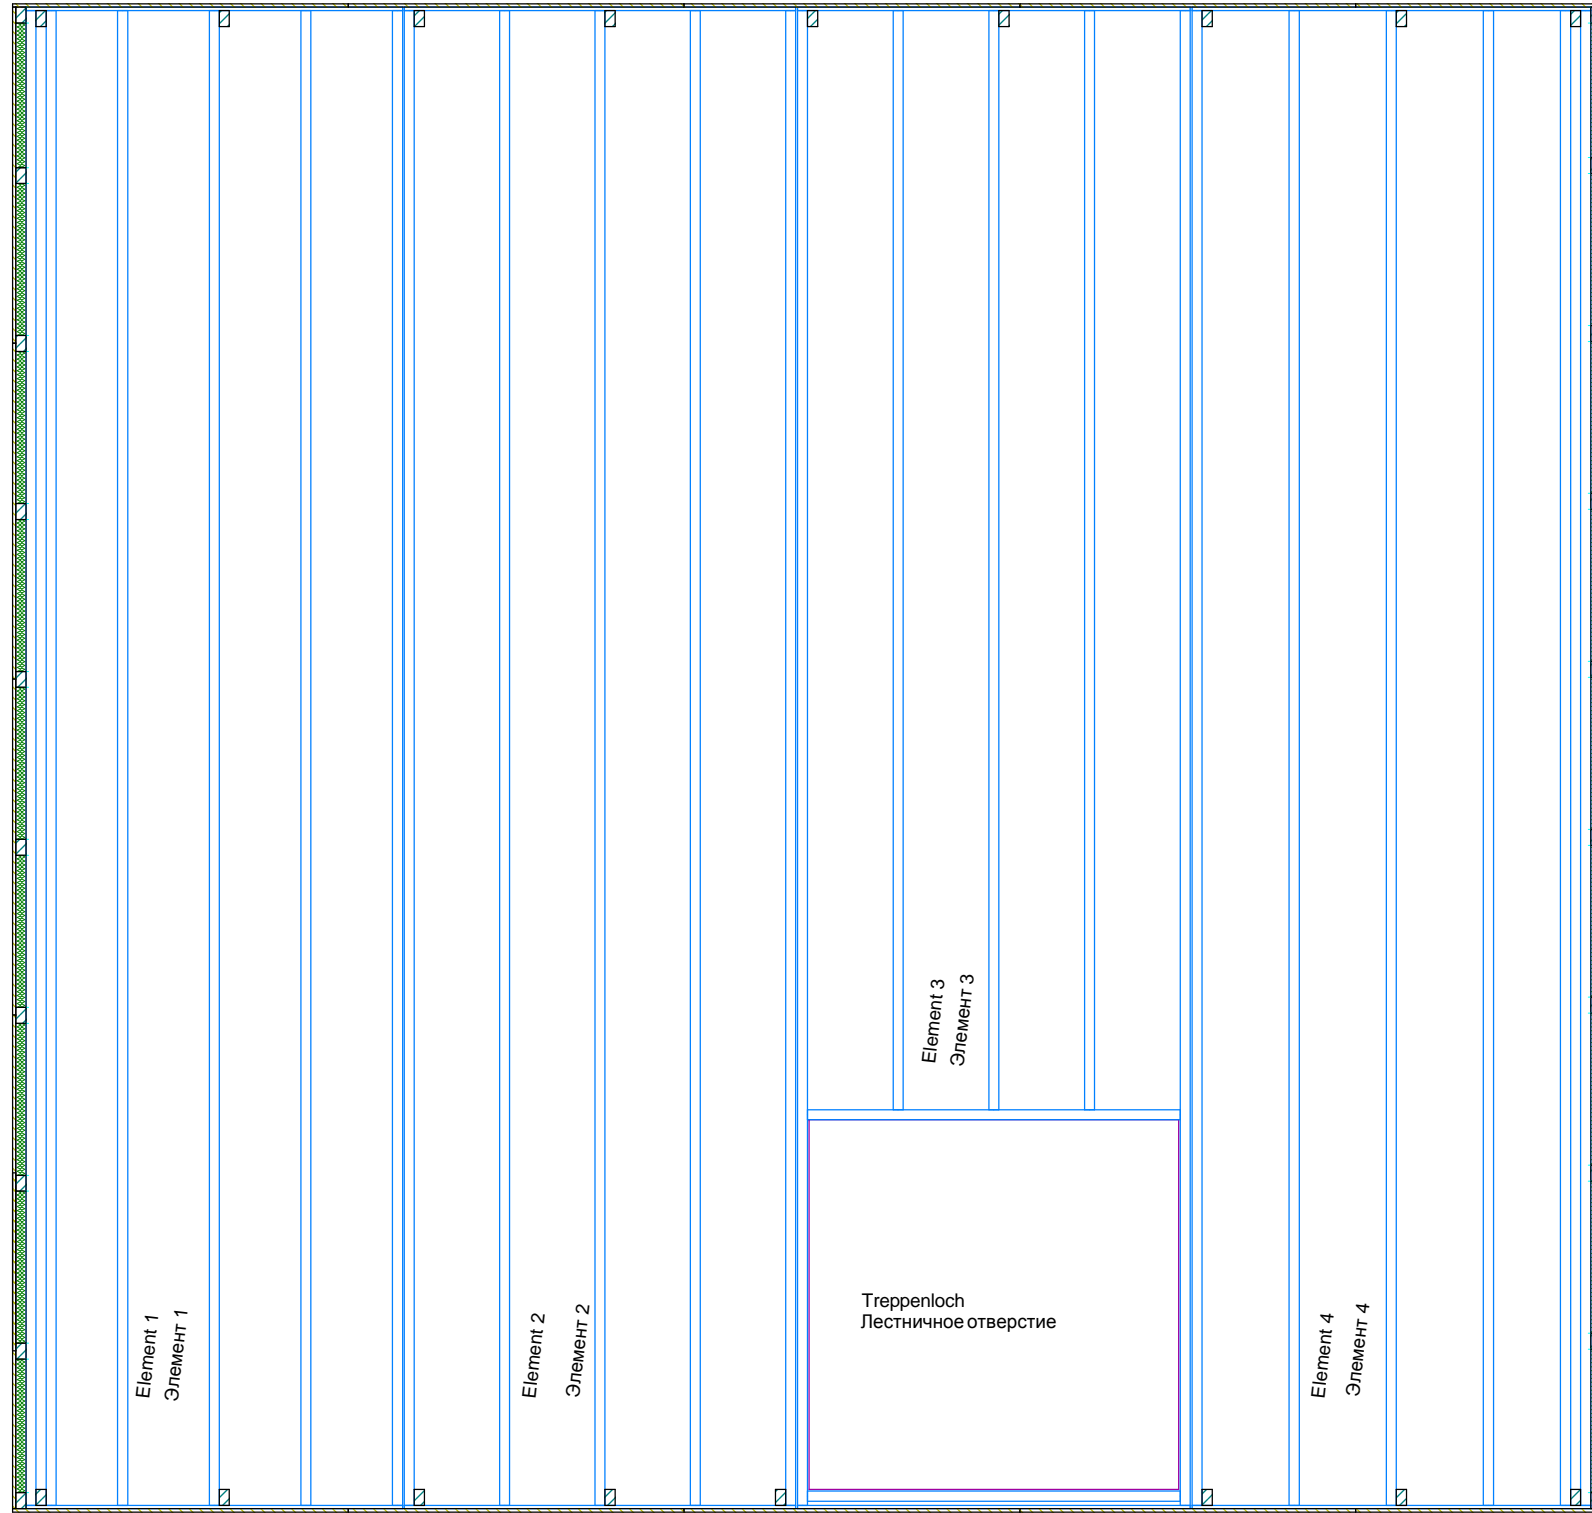 Element 1
Элемент 1
Element 2
Элемент 2
Element 3
Элемент 3
Treppenloch
Лестничное отверстие
Element 4
Элемент 4